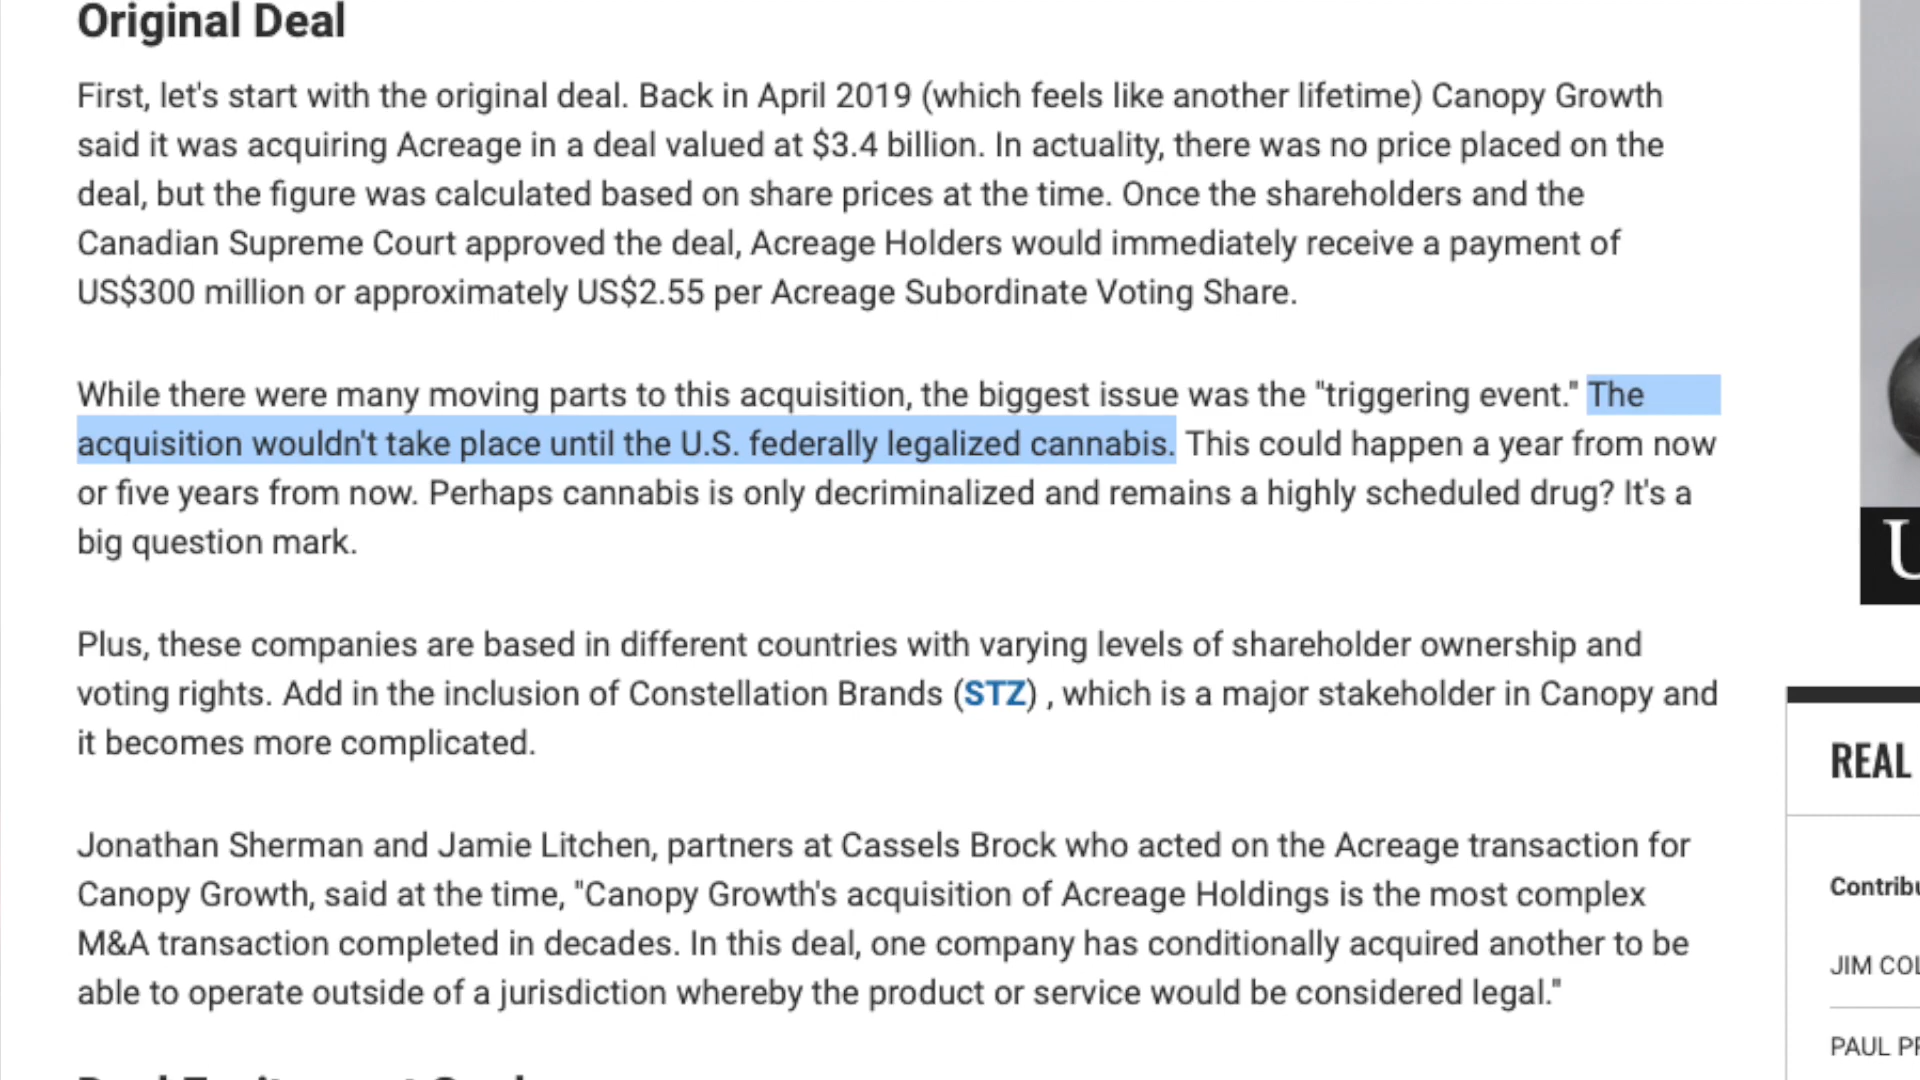 Original Deal
First, let's start with the original deal. Back in April 2019 (which feels like another lifetime) Canopy Growth
said it was acquiring Acreage in a deal valued at $3.4 billion. In actuality, there was no price placed on the
deal, but the figure was calculated based on share prices at the time. Once the shareholders and the
Canadian Supreme Court approved the deal, Acreage Holders would immediately receive a payment of
US$300 million or approximately US$2.55 per Acreage Subordinate Voting Share.
While there were many moving parts to this acquisition, the biggest issue was the "triggering event." The
acquisition wouldn't take place until the U.S. federally legalized cannabis. This could happen a year from now
or five years from now. Perhaps cannabis is only decriminalized and remains a highly scheduled drug? It's a
big question mark.
Plus, these companies are based in different countries with varying levels of shareholder ownership and
voting rights. Add in the inclusion of Constellation Brands (STZ) , which is a major stakeholder in Canopy and
it becomes more complicated.
Jonathan Sherman and Jamie Litchen, partners at Cassels Brock who acted on the Acreage transaction for
Canopy Growth, said at the time, "Canopy Growth's acquisition of Acreage Holdings is the most complex
M&A transaction completed in decades. In this deal, one company has conditionally acquired another to be
able to operate outside of a jurisdiction whereby the product or service would be considered legal."
U
REAL
Contribu
JIM COL
PAUL PR